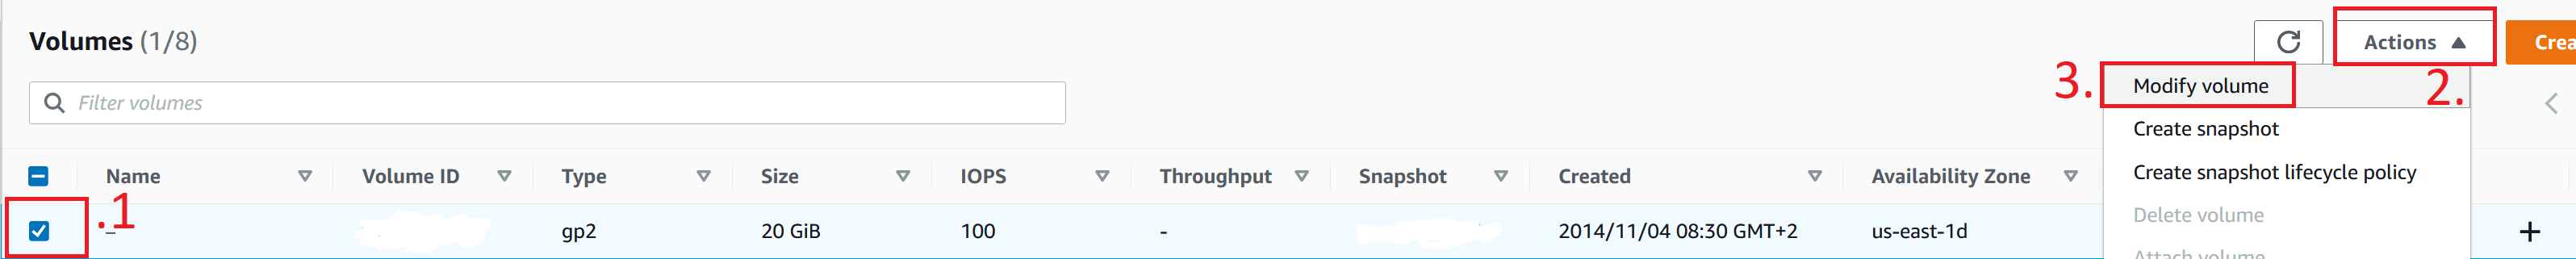 Volumes (1/8)
Actions
Filter volumes
3.
Modify volume
2.
Create snapshot
Create snapshot lifecycle policy
Delete volume
Attach volume
Name Volume ID Type Size IOPS Throughput Snapshot Created Availability Zone
.1
– gp2 20 GiB 100 - 2014/11/04 08:30 GMT+2 us-east-1d